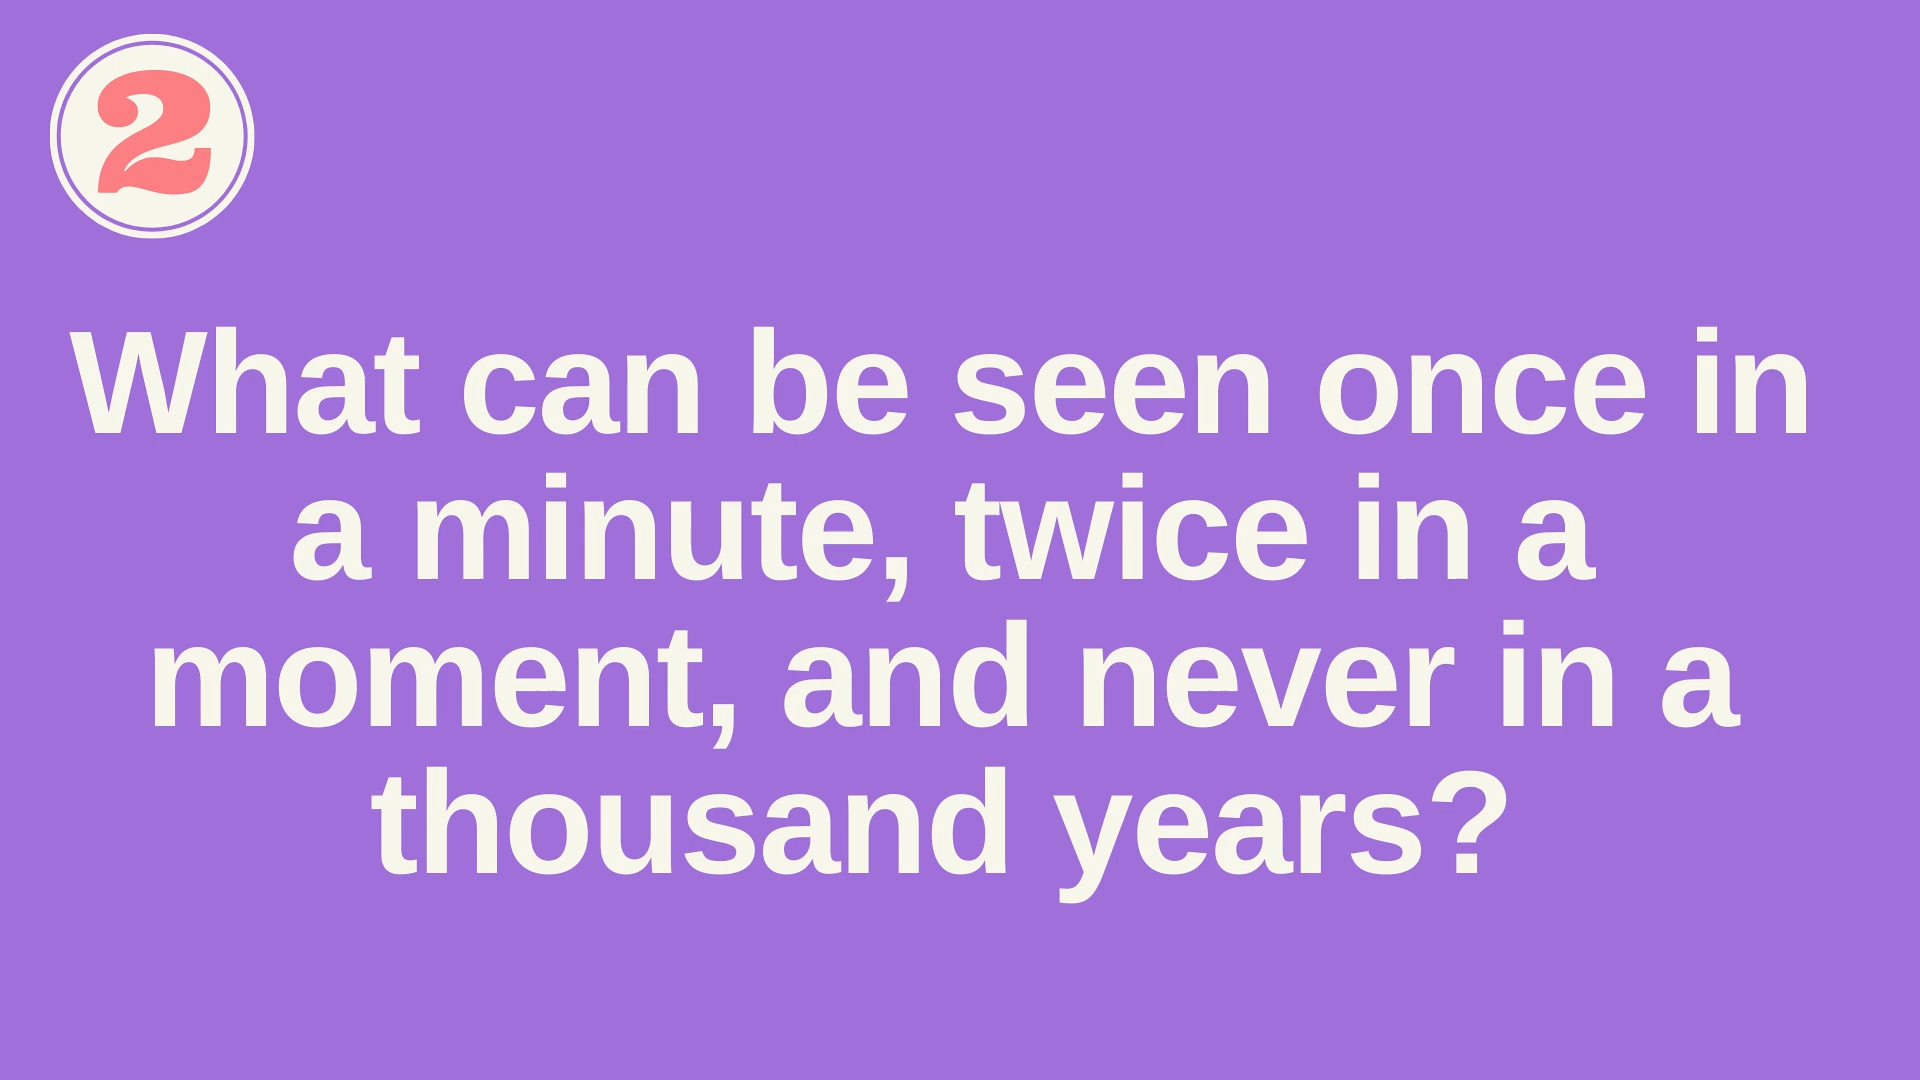 2
What can be seen once in
a minute, twice in a
moment, and never in a
thousand years?